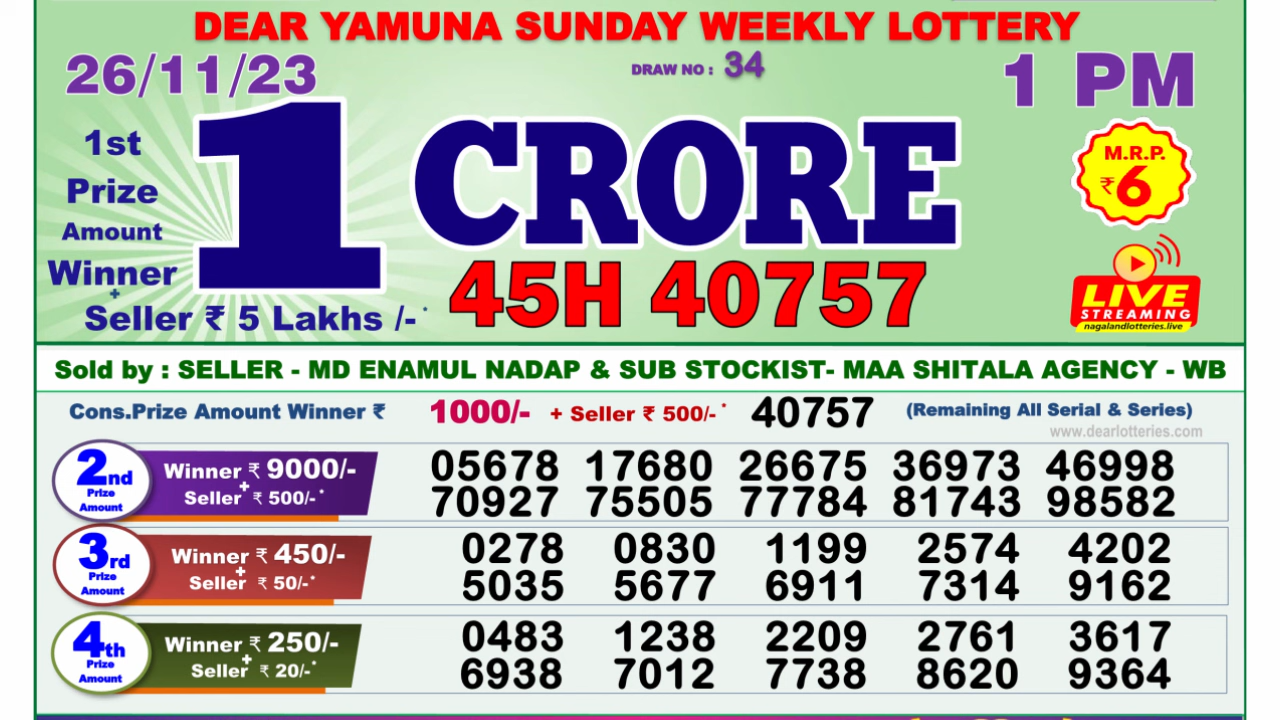 DEAR YAMUNA SUNDAY WEEKLY LOTTERY
26/11/23
DRAW NO : 34
1 PM
1st
Prize
Amount
Winner
+
Seller ₹ 5 Lakhs /-*
1 CRORE
45H 40757
M.R.P.
₹6
LIVE
STREAMING
nagalandlotteries.live
Sold by : SELLER - MD ENAMUL NADAP & SUB STOCKIST- MAA SHITALA AGENCY - WB
Cons.Prize Amount Winner ₹ 1000/- + Seller ₹ 500/-* 40757 (Remaining All Serial & Series)
www.dearlotteries.com
2nd
Prize
Amount
Winner ₹ 9000/-
+
Seller ₹ 500/-*
05678 17680 26675 36973 46998
70927 75505 77784 81743 98582
3rd
Prize
Amount
Winner ₹ 450/-
+
Seller ₹ 50/-*
0278 0830 1199 2574 4202
5035 5677 6911 7314 9162
4th
Prize
Amount
Winner ₹ 250/-
+
Seller ₹ 20/-*
0483 1238 2209 2761 3617
6938 7012 7738 8620 9364